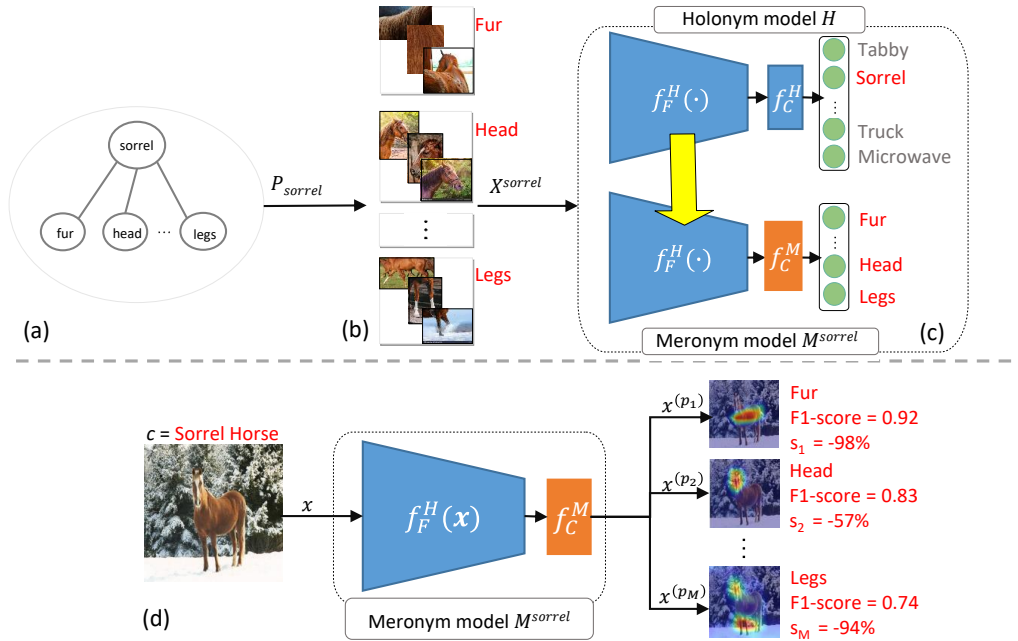 sorrel
fur
head
...
legs
(a)
P_sorrel
Fur
Head
⋮
Legs
(b)
X^sorrel
Holonym model H
f_F^H(·)
f_C^H
Tabby
Sorrel
⋮
Truck
Microwave
f_F^H(·)
f_C^M
Fur
⋮
Head
Legs
Meronym model M^sorrel
(c)
c = Sorrel Horse
x
f_F^H(x)
f_C^M
Meronym model M^sorrel
(d)
x^(p_1)
Fur
F1-score = 0.92
s_1 = -98%
x^(p_2)
Head
F1-score = 0.83
s_2 = -57%
⋮
x^(p_M)
Legs
F1-score = 0.74
s_M = -94%